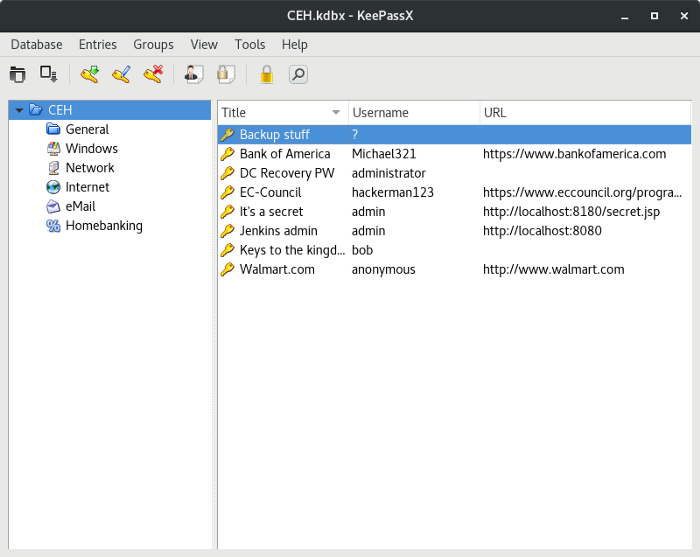 CEH.kdbx - KeePassX
Database Entries Groups View Tools Help
CEH
General
Windows
Network
Internet
eMail
Homebanking
Title Username URL
Backup stuff ?
Bank of America Michael321 https://www.bankofamerica.com
DC Recovery PW administrator
EC-Council hackerman123 https://www.eccouncil.org/progra...
It's a secret admin http://localhost:8180/secret.jsp
Jenkins admin admin http://localhost:8080
Keys to the kingd... bob
Walmart.com anonymous http://www.walmart.com